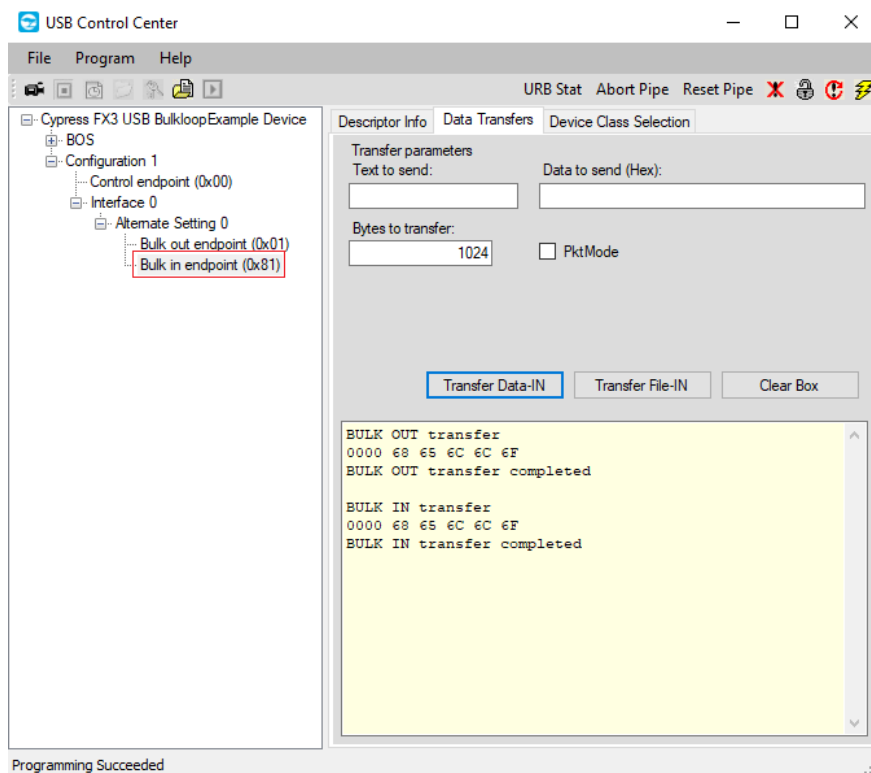 USB Control Center
File Program Help
URB Stat Abort Pipe Reset Pipe
Cypress FX3 USB BulkloopExample Device
BOS
Configuration 1
Control endpoint (0x00)
Interface 0
Alternate Setting 0
Bulk out endpoint (0x01)
Bulk in endpoint (0x81)
Descriptor Info Data Transfers Device Class Selection
Transfer parameters
Text to send: Data to send (Hex):
Bytes to transfer:
1024 PktMode
Transfer Data-IN Transfer File-IN Clear Box
BULK OUT transfer
0000 68 65 6C 6C 6F
BULK OUT transfer completed
BULK IN transfer
0000 68 65 6C 6C 6F
BULK IN transfer completed
Programming Succeeded